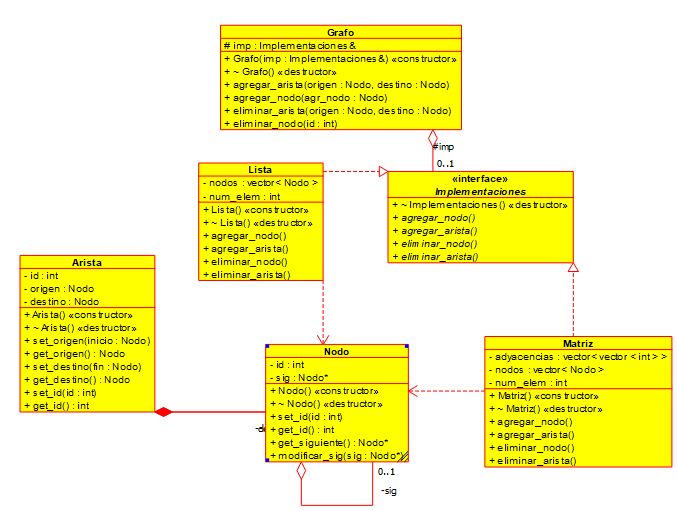 Grafo
# imp : Implementaciones &
+ Grafo(imp : Implementaciones &) «constructor»
+ ~ Grafo() «destructor»
+ agregar_arista(origen : Nodo, destino : Nodo)
+ agregar_nodo(agr_nodo : Nodo)
+ eliminar_arista(origen : Nodo, destino : Nodo)
+ eliminar_nodo(id : int)
#imp
0..1
Lista
- nodos : vector< Nodo >
- num_elem : int
+ Lista() «constructor»
+ ~ Lista() «destructor»
+ agregar_nodo()
+ agregar_arista()
+ eliminar_nodo()
+ eliminar_arista()
«interface»
Implementaciones
+ ~ Implementaciones() «destructor»
+ agregar_nodo()
+ agregar_arista()
+ eliminar_nodo()
+ eliminar_arista()
Arista
- id : int
- origen : Nodo
- destino : Nodo
+ Arista() «constructor»
+ ~ Arista() «destructor»
+ set_origen(inicio : Nodo)
+ get_origen() : Nodo
+ set_destino(fin : Nodo)
+ get_destino() : Nodo
+ set_id(id : int)
+ get_id() : int
Nodo
- id : int
- sig : Nodo*
+ Nodo() «constructor»
+ ~ Nodo() «destructor»
+ set_id(id : int)
+ get_id() : int
+ get_siguiente() : Nodo*
+ modificar_sig(sig : Nodo*)
0..1
-sig
Matriz
- adyacencias : vector< vector < int > >
- nodos : vector< Nodo >
- num_elem : int
+ Matriz() «constructor»
+ ~ Matriz() «destructor»
+ agregar_nodo()
+ agregar_arista()
+ eliminar_nodo()
+ eliminar_arista()